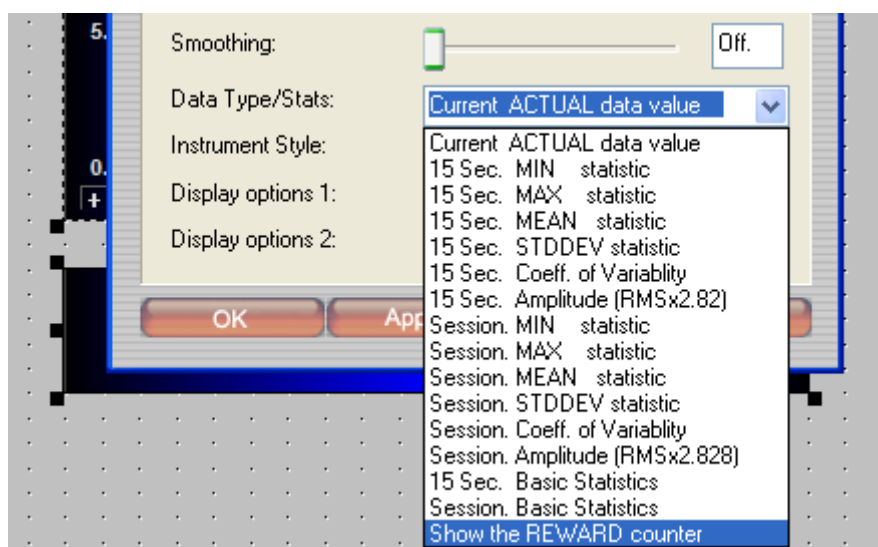 5.
Smoothing:
Off.
Data Type/Stats:
Current ACTUAL data value
Instrument Style:
0.
Display options 1:
+
Display options 2:
Current ACTUAL data value
15 Sec. MIN statistic
15 Sec. MAX statistic
15 Sec. MEAN statistic
15 Sec. STDDEV statistic
15 Sec. Coeff. of Variablity
15 Sec. Amplitude (RMSx2.82)
Session. MIN statistic
Session. MAX statistic
Session. MEAN statistic
Session. STDDEV statistic
Session. Coeff. of Variablity
Session. Amplitude (RMSx2.828)
15 Sec. Basic Statistics
Session. Basic Statistics
Show the REWARD counter
OK
App